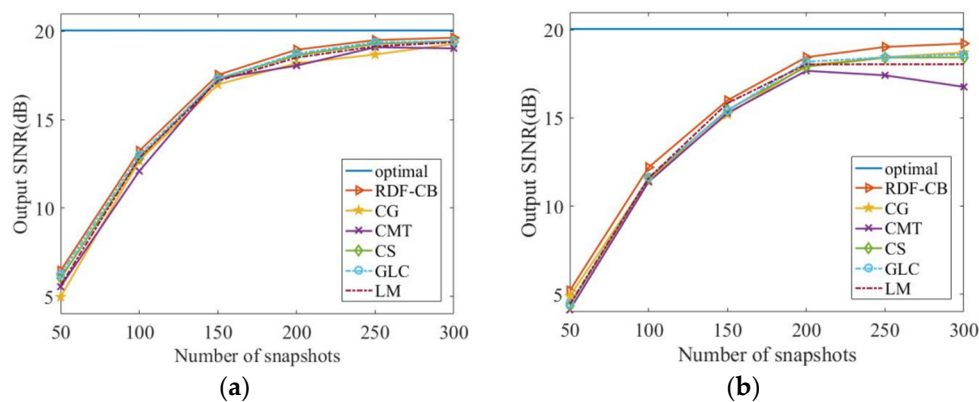 20
15
10
5
Output SINR(dB)
optimal
RDF-CB
CG
CMT
CS
GLC
LM
50 100 150 200 250 300
Number of snapshots
(a)
20
15
10
5
Output SINR(dB)
optimal
RDF-CB
CG
CMT
CS
GLC
LM
50 100 150 200 250 300
Number of snapshots
(b)